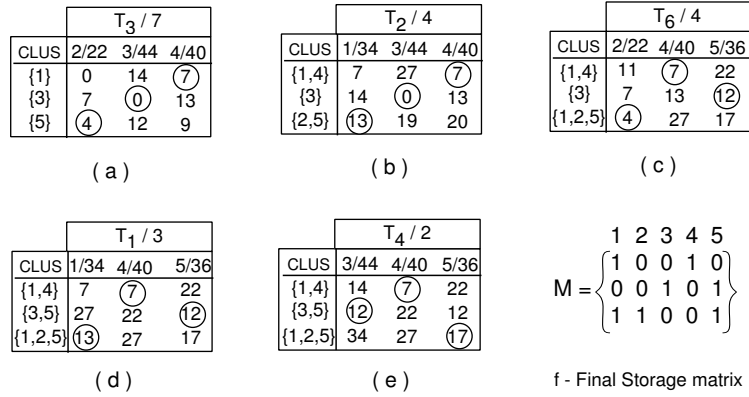 T3 / 7
CLUS 2/22 3/44 4/40
{1} 0 14 7
{3} 7 0 13
{5} 4 12 9
( a )
T2 / 4
CLUS 1/34 3/44 4/40
{1,4} 7 27 7
{3} 14 0 13
{2,5} 13 19 20
( b )
T6 / 4
CLUS 2/22 4/40 5/36
{1,4} 11 7 22
{3} 7 13 12
{1,2,5} 4 27 17
( c )
T1 / 3
CLUS 1/34 4/40 5/36
{1,4} 7 7 22
{3,5} 27 22 12
{1,2,5} 13 27 17
( d )
T4 / 2
CLUS 3/44 4/40 5/36
{1,4} 14 7 22
{3,5} 12 22 12
{1,2,5} 34 27 17
( e )
1 2 3 4 5
1 0 0 1 0
M = 0 0 1 0 1
1 1 0 0 1
f - Final Storage matrix